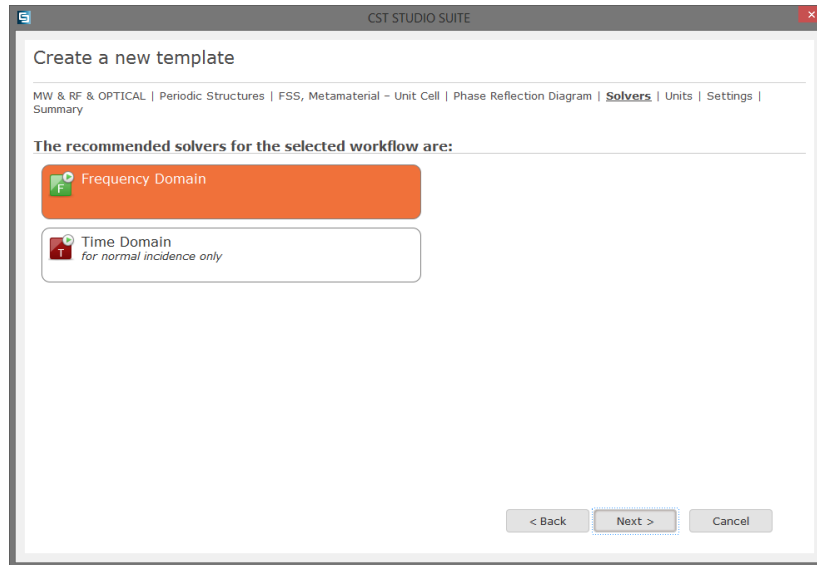 CST STUDIO SUITE
Create a new template
MW & RF & OPTICAL | Periodic Structures | FSS, Metamaterial – Unit Cell | Phase Reflection Diagram | Solvers | Units | Settings |
Summary
The recommended solvers for the selected workflow are:
F
Frequency Domain
T
Time Domain
for normal incidence only
< Back
Next >
Cancel